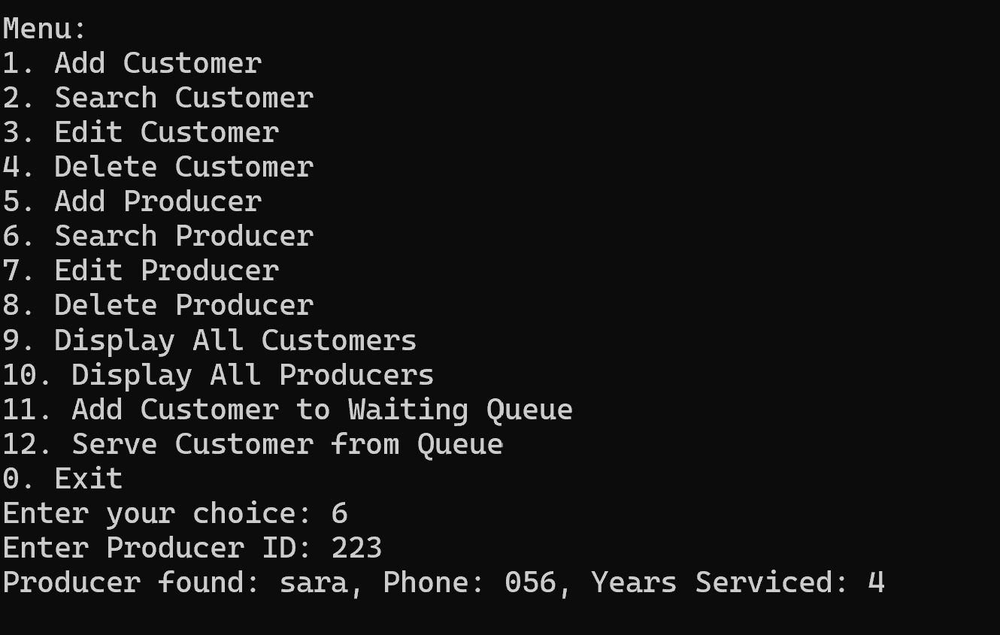 Menu:
1. Add Customer
2. Search Customer
3. Edit Customer
4. Delete Customer
5. Add Producer
6. Search Producer
7. Edit Producer
8. Delete Producer
9. Display All Customers
10. Display All Producers
11. Add Customer to Waiting Queue
12. Serve Customer from Queue
0. Exit
Enter your choice: 6
Enter Producer ID: 223
Producer found: sara, Phone: 056, Years Serviced: 4